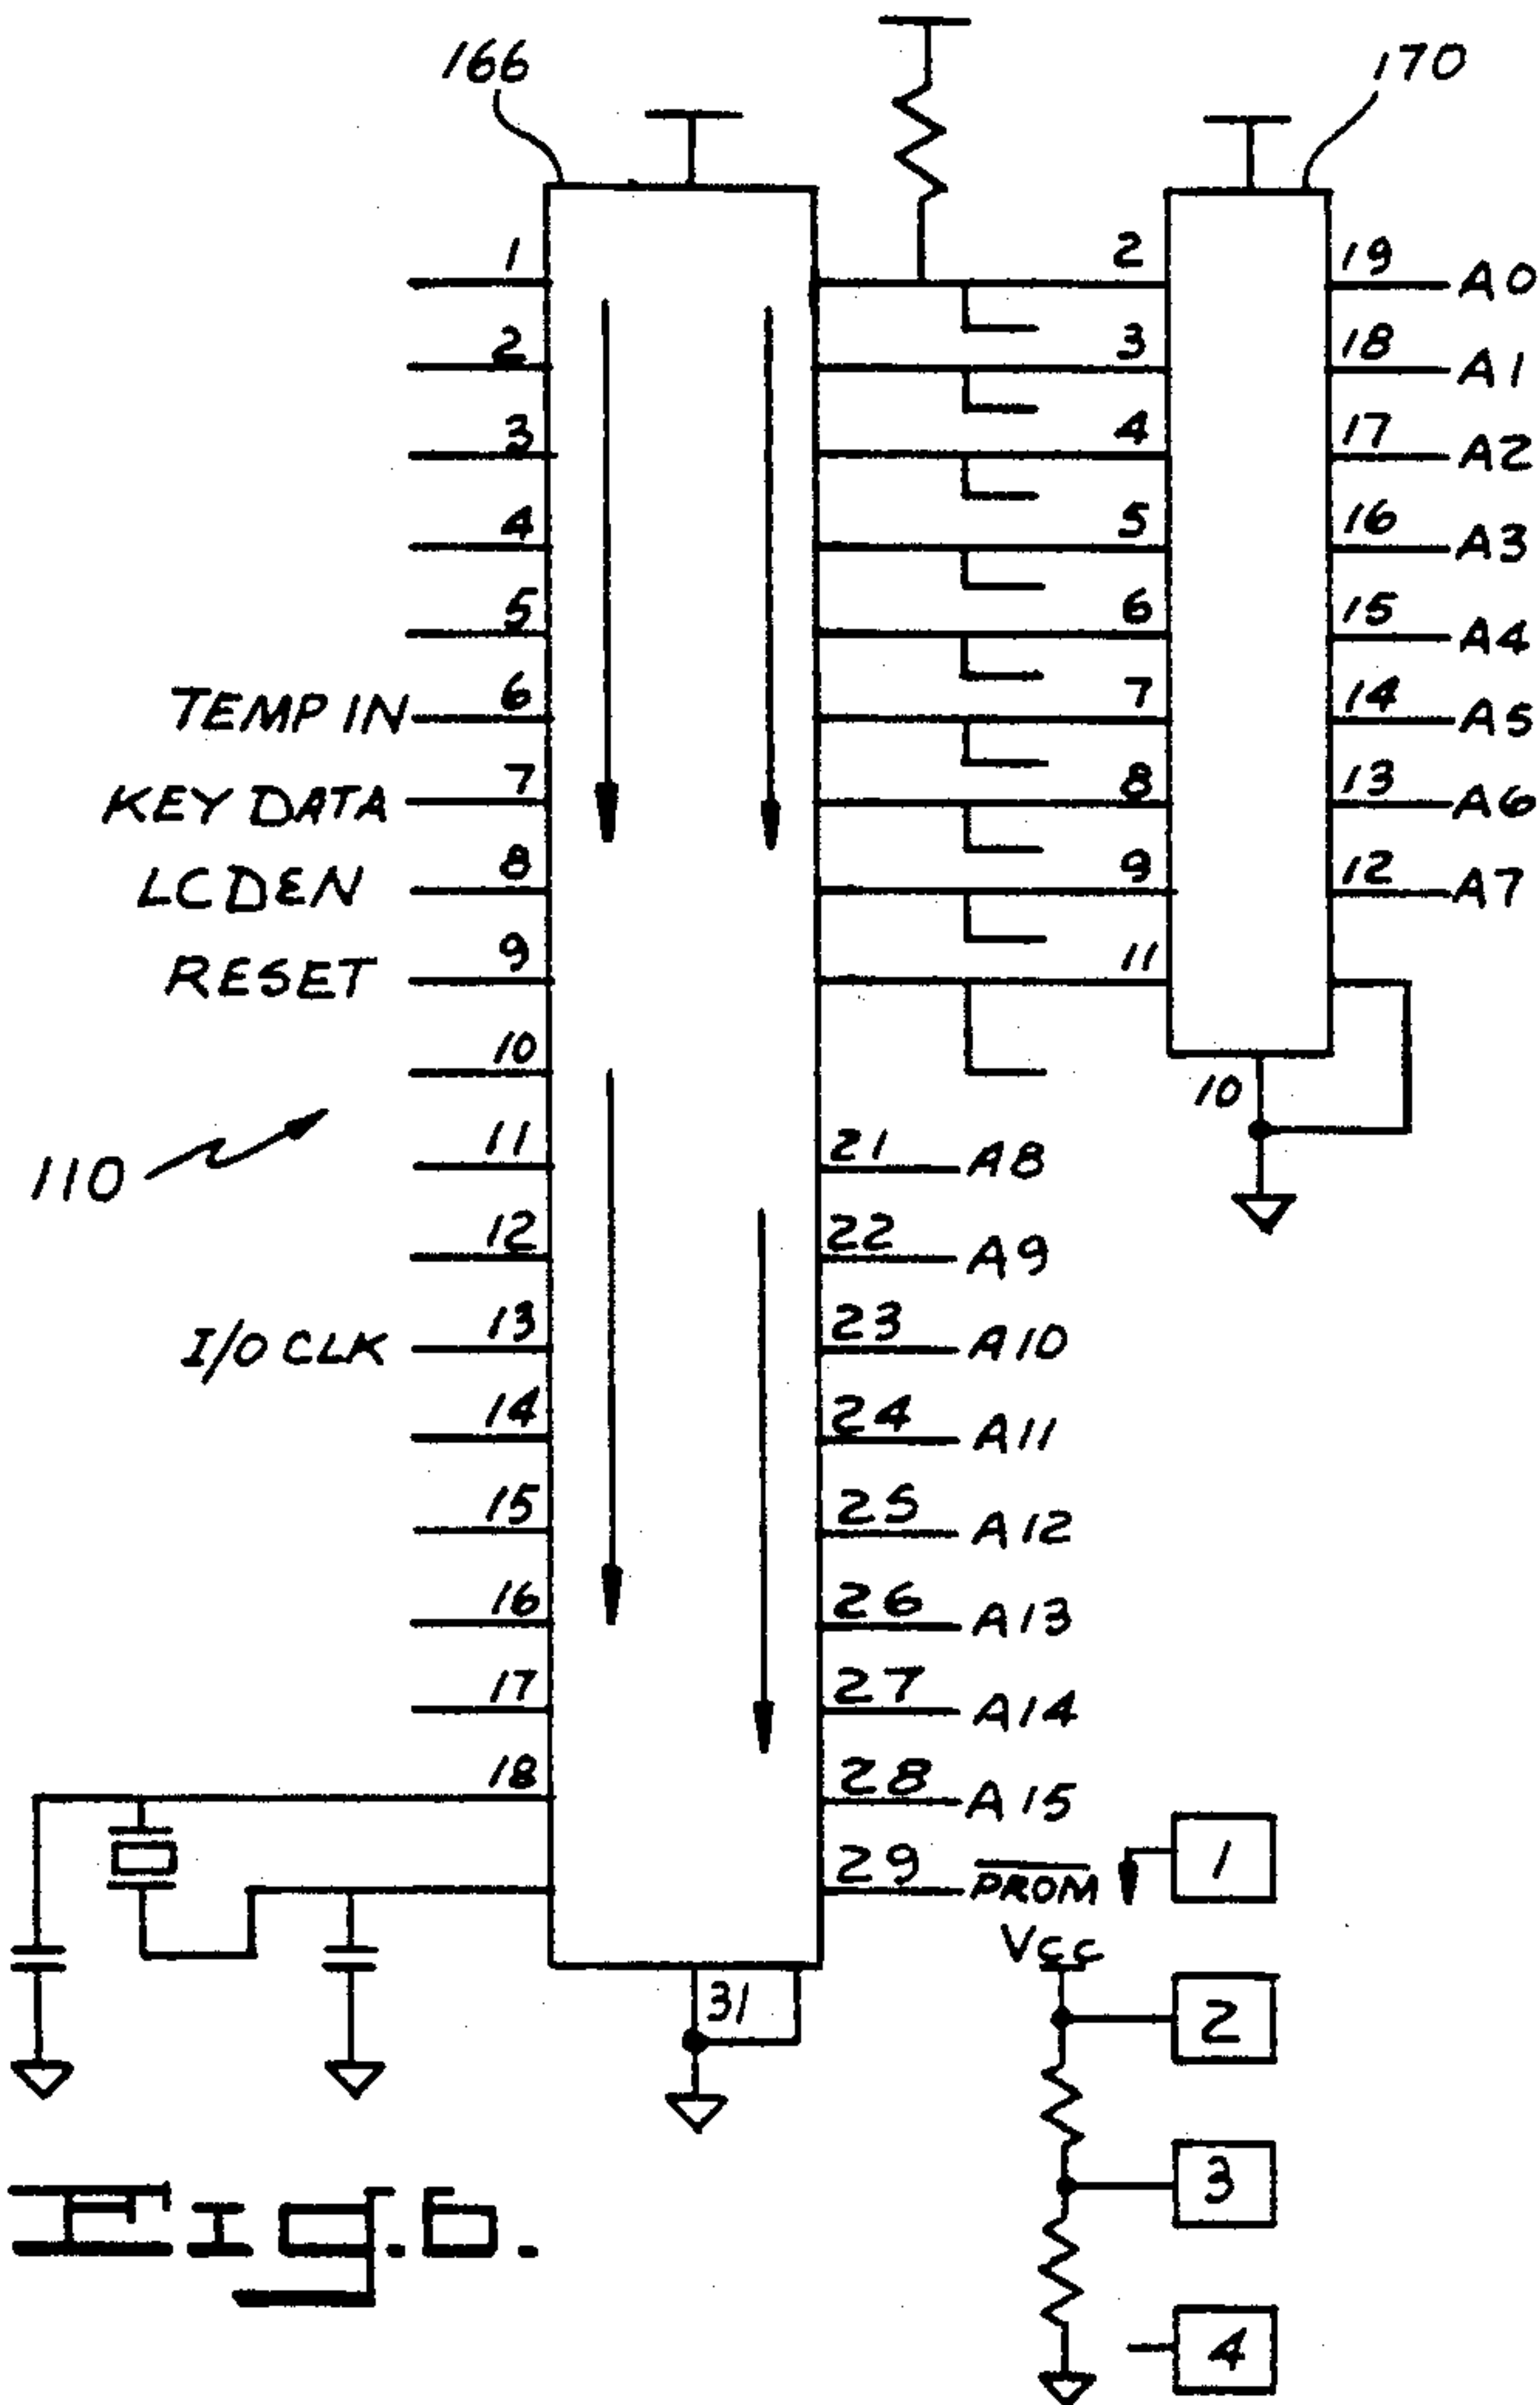 166
170
1 2 19 A0
2 3 18 A1
3 4 17 A2
4 5 16 A3
5 6 15 A4
TEMP IN 6 7 14 A5
KEY DATA 7 8 13 A6
LCDEN 8 9 12 A7
RESET 9 11
10 10
110
11 21 A8
12 22 A9
I/O CLK 13 23 A10
14 24 A11
15 25 A12
16 26 A13
17 27 A14
18 28 A15
29 PROM 1
Vcc
31 2
3
4
Fig. 6.